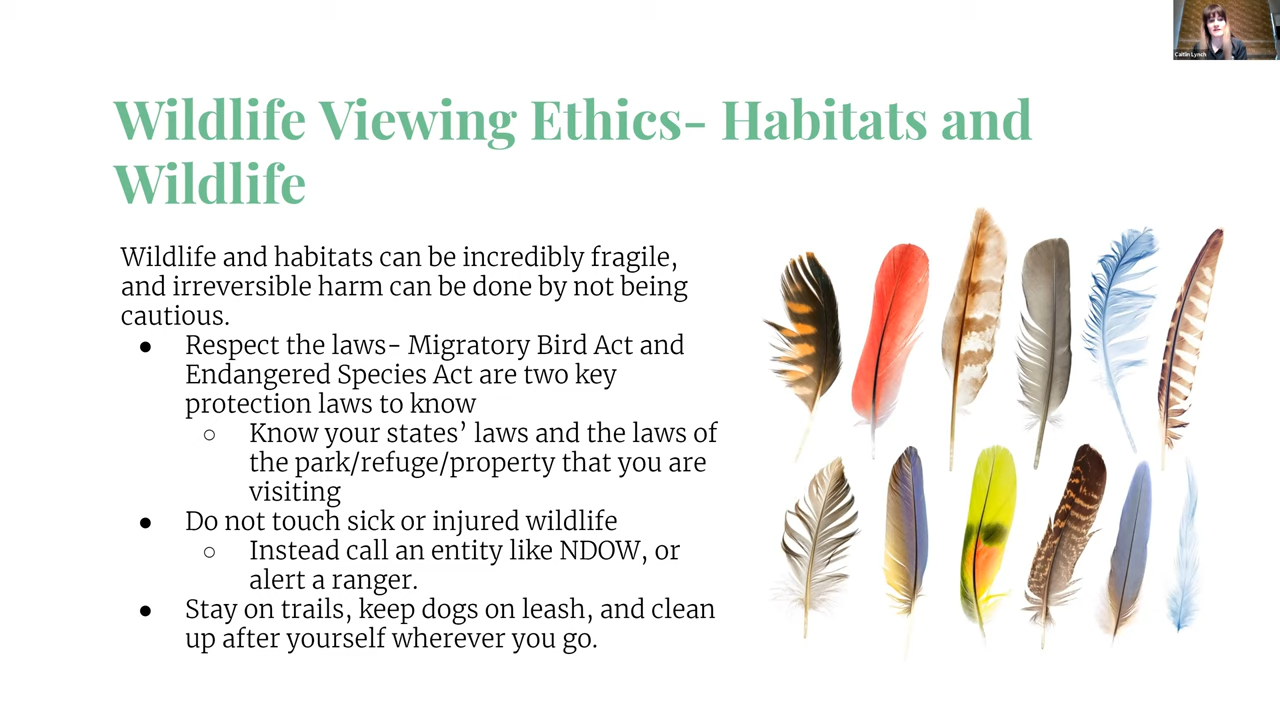 Caitlin Lynch
Wildlife Viewing Ethics- Habitats and
Wildlife
Wildlife and habitats can be incredibly fragile,
and irreversible harm can be done by not being
cautious.
● Respect the laws- Migratory Bird Act and
Endangered Species Act are two key
protection laws to know
○ Know your states’ laws and the laws of
the park/refuge/property that you are
visiting
● Do not touch sick or injured wildlife
○ Instead call an entity like NDOW, or
alert a ranger.
● Stay on trails, keep dogs on leash, and clean
up after yourself wherever you go.